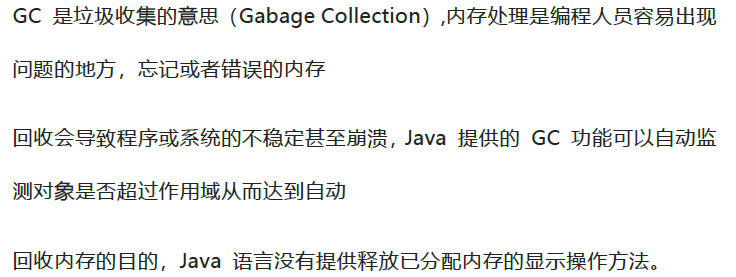 GC 是垃圾收集的意思（Gabage Collection）,内存处理是编程人员容易出现
问题的地方，忘记或者错误的内存
回收会导致程序或系统的不稳定甚至崩溃，Java 提供的 GC 功能可以自动监
测对象是否超过作用域从而达到自动
回收内存的目的，Java 语言没有提供释放已分配内存的显示操作方法。